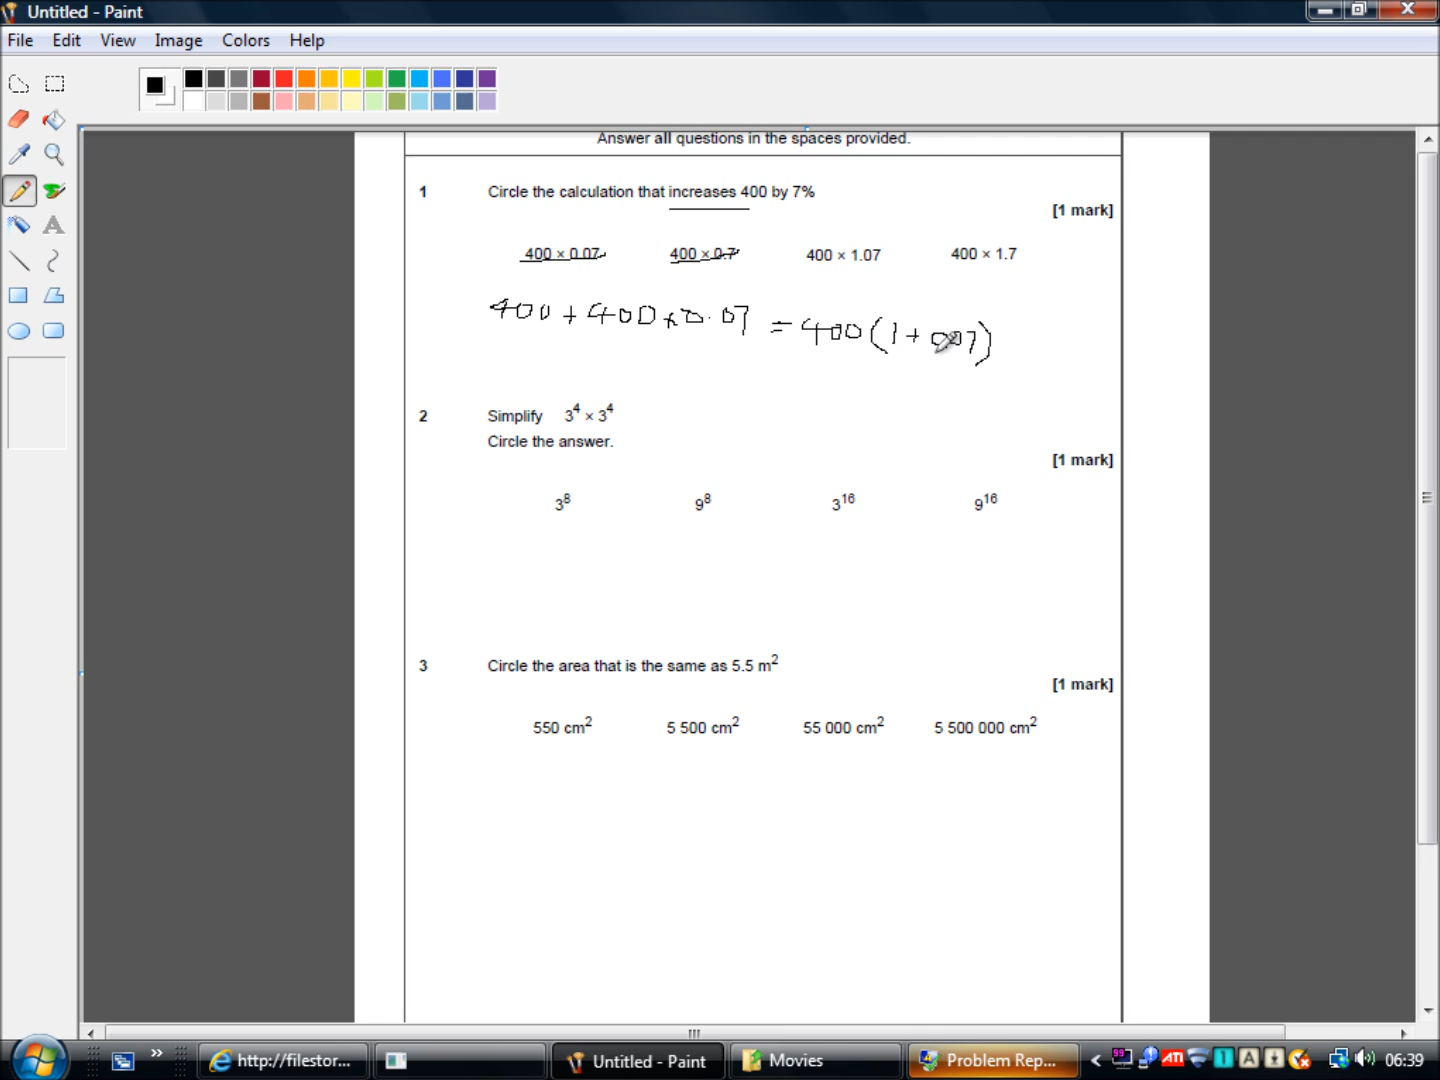 Untitled - Paint
File Edit View Image Colors Help
Answer all questions in the spaces provided.
1 Circle the calculation that increases 400 by 7%
[1 mark]
400 × 0.07 400 × 0.7 400 × 1.07 400 × 1.7
400 + 400 × 0.07 = 400(1 + 0.07)
2 Simplify 3⁴ × 3⁴
Circle the answer.
[1 mark]
3⁸ 9⁸ 3¹⁶ 9¹⁶
3 Circle the area that is the same as 5.5 m²
[1 mark]
550 cm² 5 500 cm² 55 000 cm² 5 500 000 cm²
http://filestor... Untitled - Paint Movies Problem Rep... 99 ATI 1 A 06:39